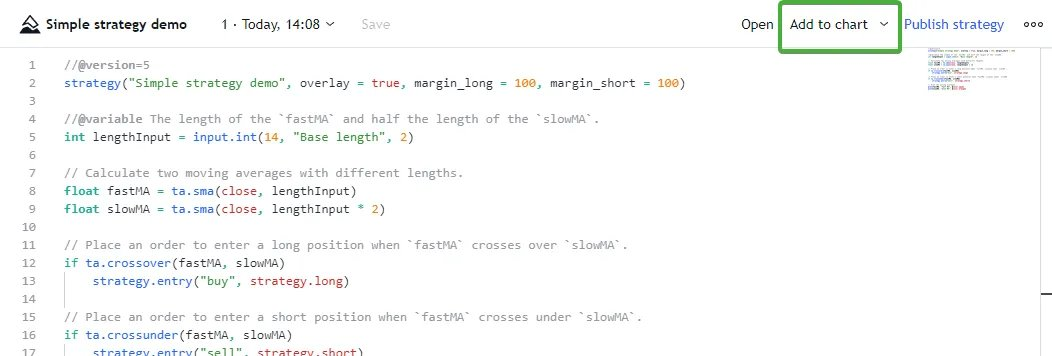 Simple strategy demo 1 · Today, 14:08 Save Open Add to chart Publish strategy
1 //@version=5
2 strategy("Simple strategy demo", overlay = true, margin_long = 100, margin_short = 100)
3
4 //@variable The length of the `fastMA` and half the length of the `slowMA`.
5 int lengthInput = input.int(14, "Base length", 2)
6
7 // Calculate two moving averages with different lengths.
8 float fastMA = ta.sma(close, lengthInput)
9 float slowMA = ta.sma(close, lengthInput * 2)
10
11 // Place an order to enter a long position when `fastMA` crosses over `slowMA`.
12 if ta.crossover(fastMA, slowMA)
13     strategy.entry("buy", strategy.long)
14
15 // Place an order to enter a short position when `fastMA` crosses under `slowMA`.
16 if ta.crossunder(fastMA, slowMA)
17     strategy.entry("sell", strategy.short)